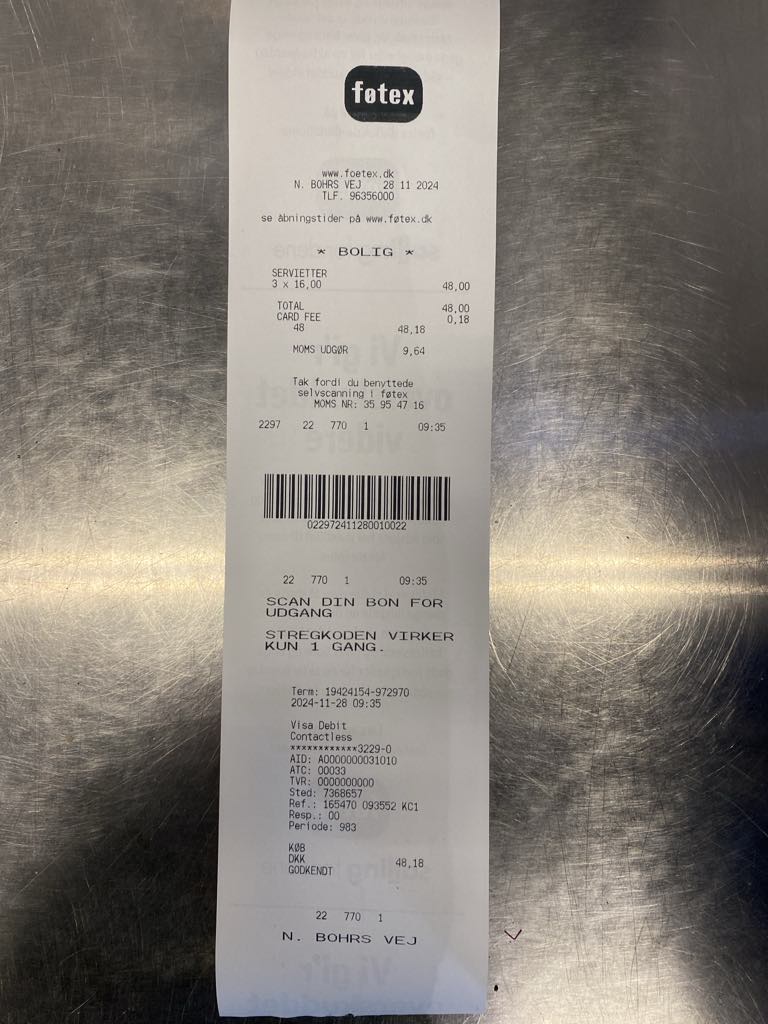 føtex
www.foetex.dk
N. BOHRS VEJ 28 11 2024
TLF. 96356000
se åbningstider på www.føtex.dk
* BOLIG *
SERVIETTER
3 x 16,00 48,00
TOTAL 48,00
CARD FEE 0,18
48 48,18
MOMS UDGØR 9,64
Tak fordi du benyttede
selvscanning i føtex
MOMS NR: 35 95 47 16
2297 22 770 1 09:35
022972411280010022
22 770 1 09:35
SCAN DIN BON FOR
UDGANG
STREGKODEN VIRKER
KUN 1 GANG.
Term: 19424154-972970
2024-11-28 09:35
Visa Debit
Contactless
************3229-0
AID: A0000000031010
ATC: 00033
TVR: 0000000000
Sted: 7368657
Ref.: 165470 093552 KC1
Resp.: 00
Periode: 983
KØB
DKK 48,18
GODKENDT
22 770 1
N. BOHRS VEJ